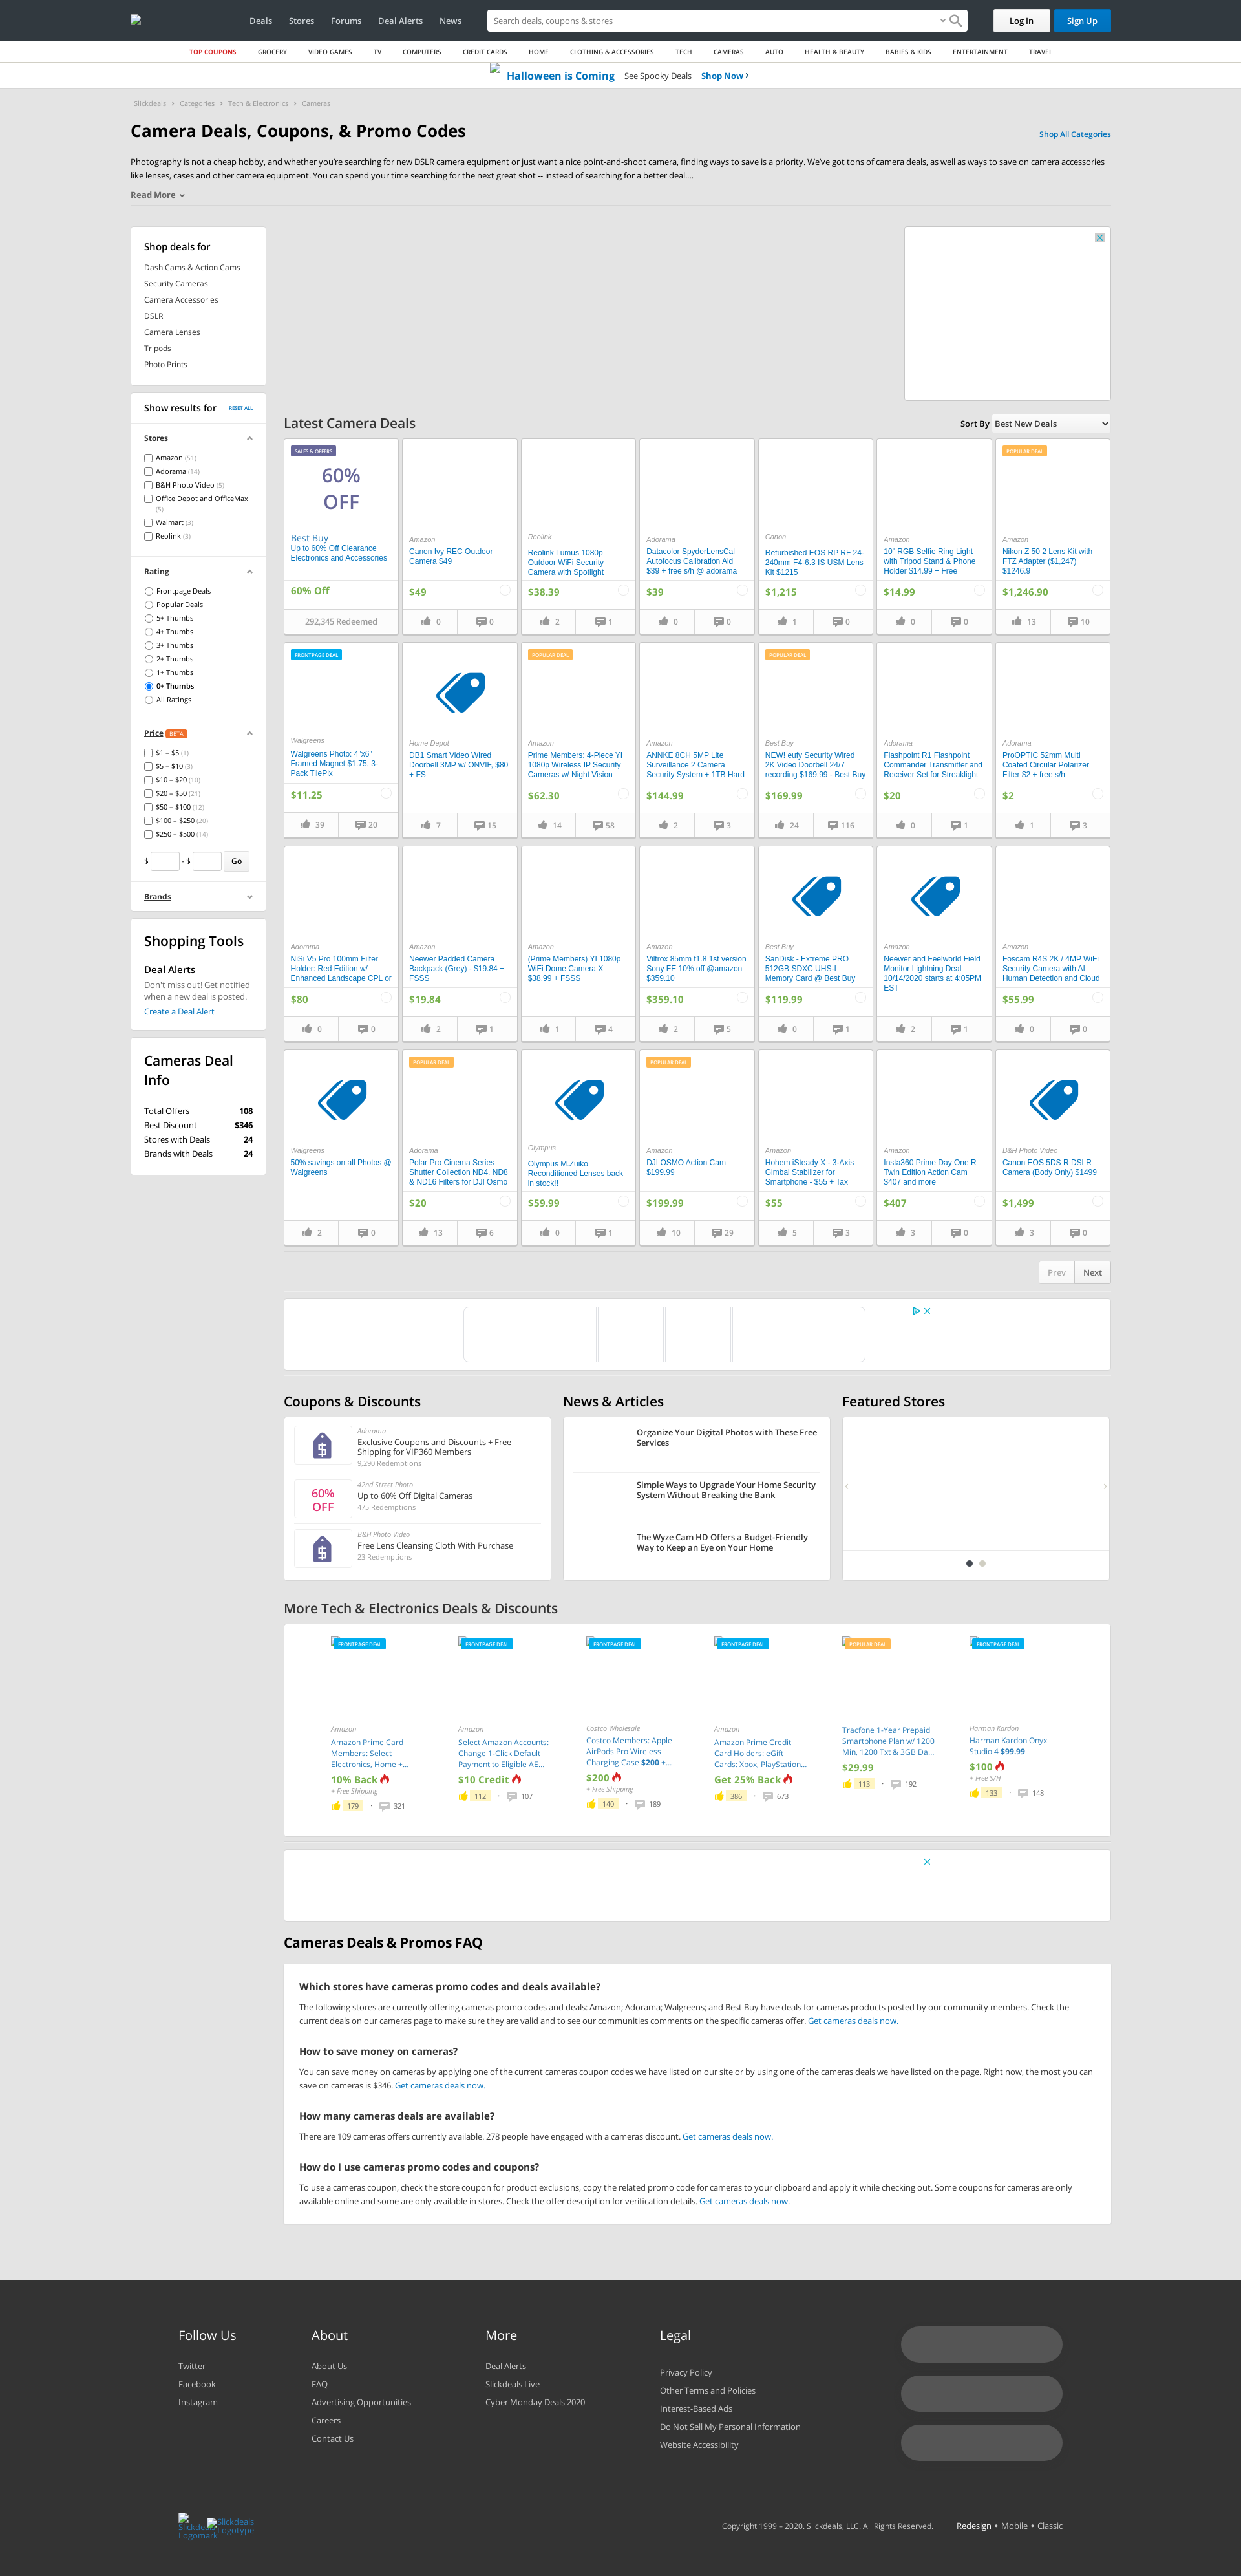 Deals Stores Forums Deal Alerts News
Search deals, coupons & stores
Log In Sign Up
TOP COUPONS GROCERY VIDEO GAMES TV COMPUTERS CREDIT CARDS HOME CLOTHING & ACCESSORIES TECH CAMERAS AUTO HEALTH & BEAUTY BABIES & KIDS ENTERTAINMENT TRAVEL
Halloween is Coming See Spooky Deals Shop Now
Slickdeals > Categories > Tech & Electronics > Cameras
Camera Deals, Coupons, & Promo Codes
Shop All Categories
Photography is not a cheap hobby, and whether you're searching for new DSLR camera equipment or just want a nice point-and-shoot camera, finding ways to save is a priority. We've got tons of camera deals, as well as ways to save on camera accessories
like lenses, cases and other camera equipment. You can spend your time searching for the next great shot -- instead of searching for a better deal....
Read More
Shop deals for
Dash Cams & Action Cams
Security Cameras
Camera Accessories
DSLR
Camera Lenses
Tripods
Photo Prints
Show results for RESET ALL
Stores
Amazon (51)
Adorama (14)
B&H Photo Video (5)
Office Depot and OfficeMax
(5)
Walmart (3)
Reolink (3)
Rating
Frontpage Deals
Popular Deals
5+ Thumbs
4+ Thumbs
3+ Thumbs
2+ Thumbs
1+ Thumbs
0+ Thumbs
All Ratings
Price BETA
$1 – $5 (1)
$5 – $10 (3)
$10 – $20 (10)
$20 – $50 (21)
$50 – $100 (12)
$100 – $250 (20)
$250 – $500 (14)
$ - $ Go
Brands
Shopping Tools
Deal Alerts
Don't miss out! Get notified
when a new deal is posted.
Create a Deal Alert
Cameras Deal
Info
Total Offers 108
Best Discount $346
Stores with Deals 24
Brands with Deals 24
Latest Camera Deals
Sort By Best New Deals
SALES & OFFERS
60%
OFF
Best Buy
Up to 60% Off Clearance
Electronics and Accessories
60% Off
292,345 Redeemed
Amazon
Canon Ivy REC Outdoor
Camera $49
$49
0 0
Reolink
Reolink Lumus 1080p
Outdoor WiFi Security
Camera with Spotlight
$38.39
2 1
Adorama
Datacolor SpyderLensCal
Autofocus Calibration Aid
$39 + free s/h @ adorama
$39
0 0
Canon
Refurbished EOS RP RF 24-
240mm F4-6.3 IS USM Lens
Kit $1215
$1,215
1 0
Amazon
10" RGB Selfie Ring Light
with Tripod Stand & Phone
Holder $14.99 + Free
$14.99
0 0
POPULAR DEAL
Amazon
Nikon Z 50 2 Lens Kit with
FTZ Adapter ($1,247)
$1246.9
$1,246.90
13 10
FRONTPAGE DEAL
Walgreens
Walgreens Photo: 4"x6"
Framed Magnet $1.75, 3-
Pack TilePix
$11.25
39 20
Home Depot
DB1 Smart Video Wired
Doorbell 3MP w/ ONVIF, $80
+ FS
7 15
POPULAR DEAL
Amazon
Prime Members: 4-Piece YI
1080p Wireless IP Security
Cameras w/ Night Vision
$62.30
14 58
Amazon
ANNKE 8CH 5MP Lite
Surveillance 2 Camera
Security System + 1TB Hard
$144.99
2 3
POPULAR DEAL
Best Buy
NEW! eufy Security Wired
2K Video Doorbell 24/7
recording $169.99 - Best Buy
$169.99
24 116
Adorama
Flashpoint R1 Flashpoint
Commander Transmitter and
Receiver Set for Streaklight
$20
0 1
Adorama
ProOPTIC 52mm Multi
Coated Circular Polarizer
Filter $2 + free s/h
$2
1 3
Adorama
NiSi V5 Pro 100mm Filter
Holder: Red Edition w/
Enhanced Landscape CPL or
$80
0 0
Amazon
Neewer Padded Camera
Backpack (Grey) - $19.84 +
FSSS
$19.84
2 1
Amazon
(Prime Members) YI 1080p
WiFi Dome Camera X
$38.99 + FSSS
1 4
Amazon
Viltrox 85mm f1.8 1st version
Sony FE 10% off @amazon
$359.10
$359.10
2 5
Best Buy
SanDisk - Extreme PRO
512GB SDXC UHS-I
Memory Card @ Best Buy
$119.99
0 1
Amazon
Neewer and Feelworld Field
Monitor Lightning Deal
10/14/2020 starts at 4:05PM
EST
2 1
Amazon
Foscam R4S 2K / 4MP WiFi
Security Camera with AI
Human Detection and Cloud
$55.99
0 0
Walgreens
50% savings on all Photos @
Walgreens
2 0
POPULAR DEAL
Adorama
Polar Pro Cinema Series
Shutter Collection ND4, ND8
& ND16 Filters for DJI Osmo
$20
13 6
Olympus
Olympus M.Zuiko
Reconditioned Lenses back
in stock!!
$59.99
0 1
POPULAR DEAL
Amazon
DJI OSMO Action Cam
$199.99
$199.99
10 29
Amazon
Hohem iSteady X - 3-Axis
Gimbal Stabilizer for
Smartphone - $55 + Tax
$55
5 3
Amazon
Insta360 Prime Day One R
Twin Edition Action Cam
$407 and more
$407
3 0
B&H Photo Video
Canon EOS 5DS R DSLR
Camera (Body Only) $1499
$1,499
3 0
Prev Next
Coupons & Discounts
Adorama
Exclusive Coupons and Discounts + Free
Shipping for VIP360 Members
9,290 Redemptions
60%
OFF
42nd Street Photo
Up to 60% Off Digital Cameras
475 Redemptions
B&H Photo Video
Free Lens Cleansing Cloth With Purchase
23 Redemptions
News & Articles
Organize Your Digital Photos with These Free
Services
Simple Ways to Upgrade Your Home Security
System Without Breaking the Bank
The Wyze Cam HD Offers a Budget-Friendly
Way to Keep an Eye on Your Home
Featured Stores
More Tech & Electronics Deals & Discounts
FRONTPAGE DEAL
Amazon
Amazon Prime Card
Members: Select
Electronics, Home +...
10% Back
+ Free Shipping
179 · 321
FRONTPAGE DEAL
Amazon
Select Amazon Accounts:
Change 1-Click Default
Payment to Eligible AE...
$10 Credit
112 · 107
FRONTPAGE DEAL
Costco Wholesale
Costco Members: Apple
AirPods Pro Wireless
Charging Case $200 +...
$200
+ Free Shipping
140 · 189
FRONTPAGE DEAL
Amazon
Amazon Prime Credit
Card Holders: eGift
Cards: Xbox, PlayStation...
Get 25% Back
386 · 673
POPULAR DEAL
Tracfone 1-Year Prepaid
Smartphone Plan w/ 1200
Min, 1200 Txt & 3GB Da...
$29.99
113 · 192
FRONTPAGE DEAL
Harman Kardon
Harman Kardon Onyx
Studio 4 $99.99
$100
+ Free S/H
133 · 148
Cameras Deals & Promos FAQ
Which stores have cameras promo codes and deals available?
The following stores are currently offering cameras promo codes and deals: Amazon; Adorama; Walgreens; and Best Buy have deals for cameras products posted by our community members. Check the
current deals on our cameras page to make sure they are valid and to see our communities comments on the specific cameras offer. Get cameras deals now.
How to save money on cameras?
You can save money on cameras by applying one of the current cameras coupon codes we have listed on our site or by using one of the cameras deals we have listed on the page. Right now, the most you can
save on cameras is $346. Get cameras deals now.
How many cameras deals are available?
There are 109 cameras offers currently available. 278 people have engaged with a cameras discount. Get cameras deals now.
How do I use cameras promo codes and coupons?
To use a cameras coupon, check the store coupon for product exclusions, copy the related promo code for cameras to your clipboard and apply it while checking out. Some coupons for cameras are only
available online and some are only available in stores. Check the offer description for verification details. Get cameras deals now.
Follow Us
Twitter
Facebook
Instagram
About
About Us
FAQ
Advertising Opportunities
Careers
Contact Us
More
Deal Alerts
Slickdeals Live
Cyber Monday Deals 2020
Legal
Privacy Policy
Other Terms and Policies
Interest-Based Ads
Do Not Sell My Personal Information
Website Accessibility
Slickdeals
Logomark
Slickdeals
Logotype
Copyright 1999 – 2020. Slickdeals, LLC. All Rights Reserved. Redesign • Mobile • Classic